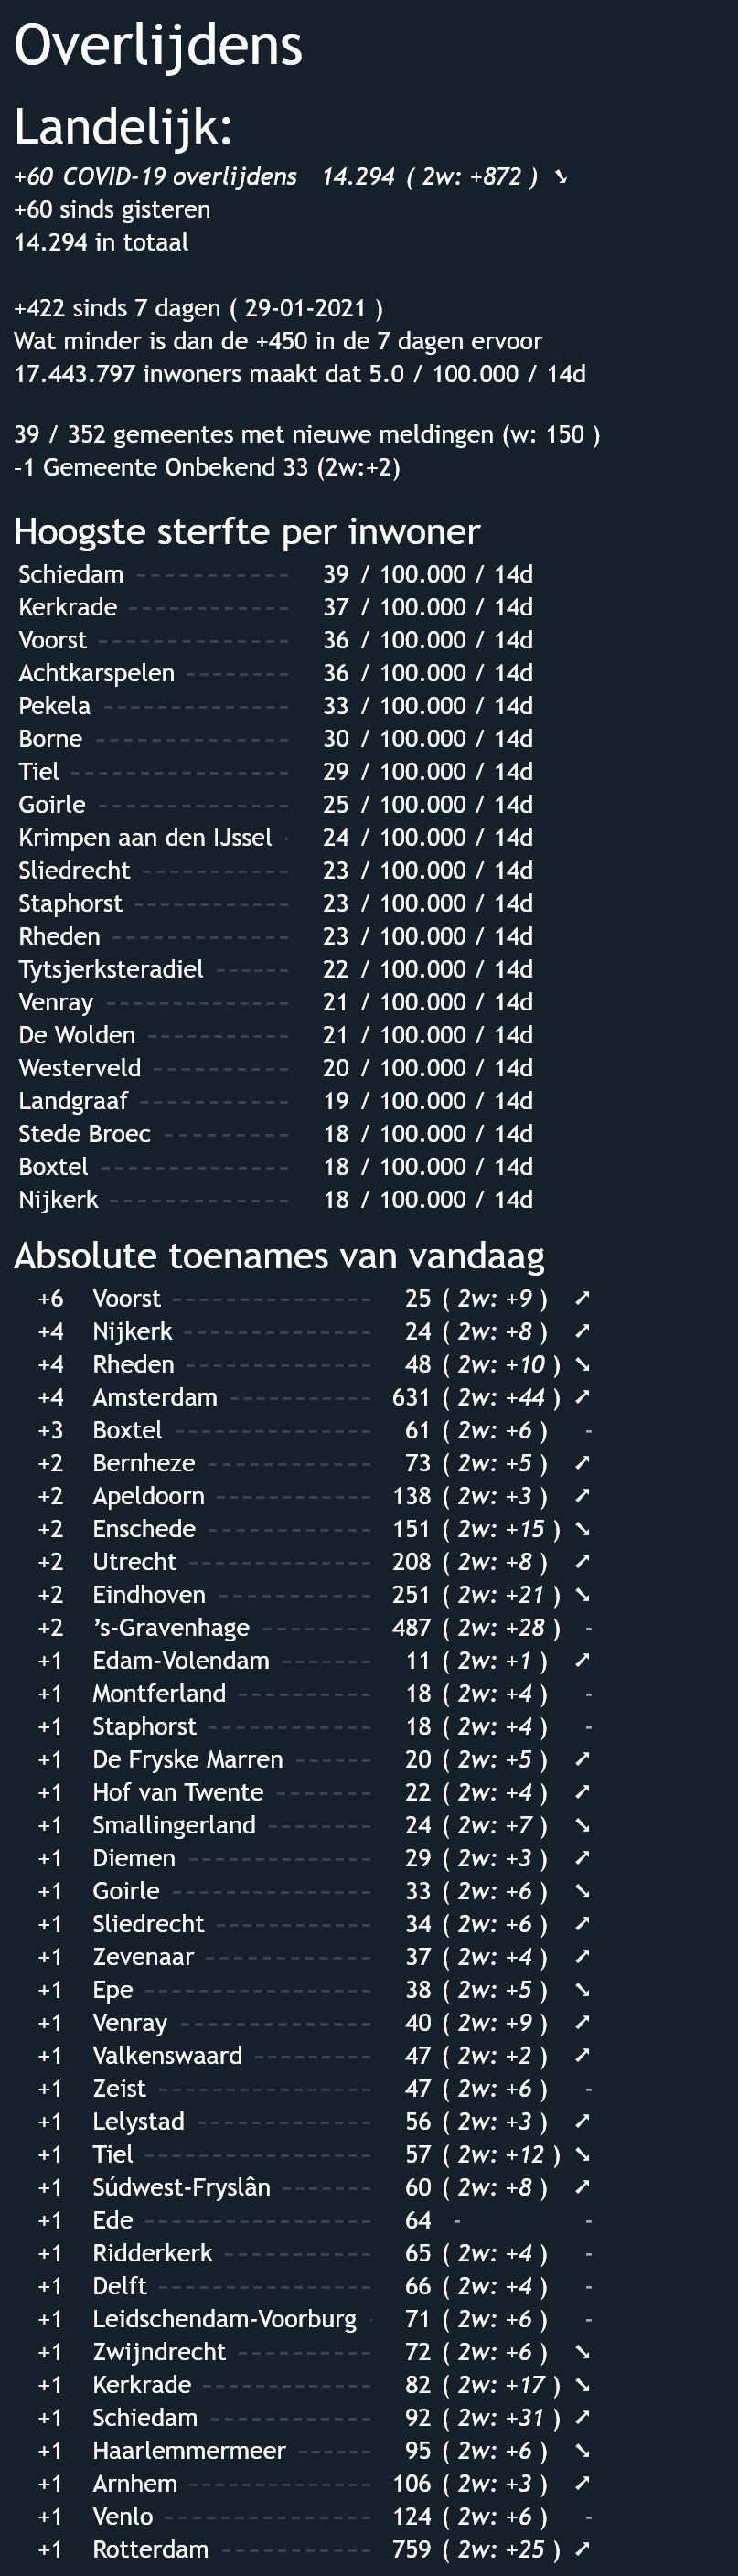 Overlijdens
Landelijk:
+60 COVID-19 overlijdens 14.294 ( 2w: +872 ) ➘
+60 sinds gisteren
14.294 in totaal
+422 sinds 7 dagen ( 29-01-2021 )
Wat minder is dan de +450 in de 7 dagen ervoor
17.443.797 inwoners maakt dat 5.0 / 100.000 / 14d
39 / 352 gemeentes met nieuwe meldingen (w: 150 )
-1 Gemeente Onbekend 33 (2w:+2)
Hoogste sterfte per inwoner
Schiedam ----------- 39 / 100.000 / 14d
Kerkrade ------------ 37 / 100.000 / 14d
Voorst -------------- 36 / 100.000 / 14d
Achtkarspelen -------- 36 / 100.000 / 14d
Pekela ------------- 33 / 100.000 / 14d
Borne -------------- 30 / 100.000 / 14d
Tiel ---------------- 29 / 100.000 / 14d
Goirle -------------- 25 / 100.000 / 14d
Krimpen aan den IJssel - 24 / 100.000 / 14d
Sliedrecht ----------- 23 / 100.000 / 14d
Staphorst ----------- 23 / 100.000 / 14d
Rheden ------------- 23 / 100.000 / 14d
Tytsjerksteradiel ------ 22 / 100.000 / 14d
Venray ------------- 21 / 100.000 / 14d
De Wolden ---------- 21 / 100.000 / 14d
Westerveld ---------- 20 / 100.000 / 14d
Landgraaf ----------- 19 / 100.000 / 14d
Stede Broec --------- 18 / 100.000 / 14d
Boxtel -------------- 18 / 100.000 / 14d
Nijkerk ------------- 18 / 100.000 / 14d
Absolute toenames van vandaag
+6 Voorst --------------- 25 ( 2w: +9 ) ➚
+4 Nijkerk -------------- 24 ( 2w: +8 ) ➚
+4 Rheden -------------- 48 ( 2w: +10 ) ➘
+4 Amsterdam ----------- 631 ( 2w: +44 ) ➚
+3 Boxtel --------------- 61 ( 2w: +6 ) -
+2 Bernheze ------------ 73 ( 2w: +5 ) ➚
+2 Apeldoorn ------------ 138 ( 2w: +3 ) ➚
+2 Enschede ------------ 151 ( 2w: +15 ) ➘
+2 Utrecht -------------- 208 ( 2w: +8 ) ➚
+2 Eindhoven ------------ 251 ( 2w: +21 ) ➘
+2 ’s-Gravenhage -------- 487 ( 2w: +28 ) -
+1 Edam-Volendam ------- 11 ( 2w: +1 ) ➚
+1 Montferland ----------- 18 ( 2w: +4 ) -
+1 Staphorst ------------ 18 ( 2w: +4 ) -
+1 De Fryske Marren ------ 20 ( 2w: +5 ) ➚
+1 Hof van Twente ------- 22 ( 2w: +4 ) ➚
+1 Smallingerland -------- 24 ( 2w: +7 ) ➘
+1 Diemen -------------- 29 ( 2w: +3 ) ➚
+1 Goirle --------------- 33 ( 2w: +6 ) ➘
+1 Sliedrecht ------------ 34 ( 2w: +6 ) ➚
+1 Zevenaar ------------- 37 ( 2w: +4 ) ➚
+1 Epe ----------------- 38 ( 2w: +5 ) ➘
+1 Venray --------------- 40 ( 2w: +9 ) ➚
+1 Valkenswaard --------- 47 ( 2w: +2 ) ➚
+1 Zeist ---------------- 47 ( 2w: +6 ) -
+1 Lelystad ------------- 56 ( 2w: +3 ) ➚
+1 Tiel ----------------- 57 ( 2w: +12 ) ➘
+1 Súdwest-Fryslân ------- 60 ( 2w: +8 ) ➚
+1 Ede ----------------- 64 - -
+1 Ridderkerk ----------- 65 ( 2w: +4 ) -
+1 Delft ---------------- 66 ( 2w: +4 ) -
+1 Leidschendam-Voorburg - 71 ( 2w: +6 ) -
+1 Zwijndrecht ---------- 72 ( 2w: +6 ) ➘
+1 Kerkrade ------------- 82 ( 2w: +17 ) ➘
+1 Schiedam ------------ 92 ( 2w: +31 ) ➚
+1 Haarlemmermeer ------ 95 ( 2w: +6 ) ➘
+1 Arnhem -------------- 106 ( 2w: +3 ) ➚
+1 Venlo ---------------- 124 ( 2w: +6 ) -
+1 Rotterdam ------------ 759 ( 2w: +25 ) ➚